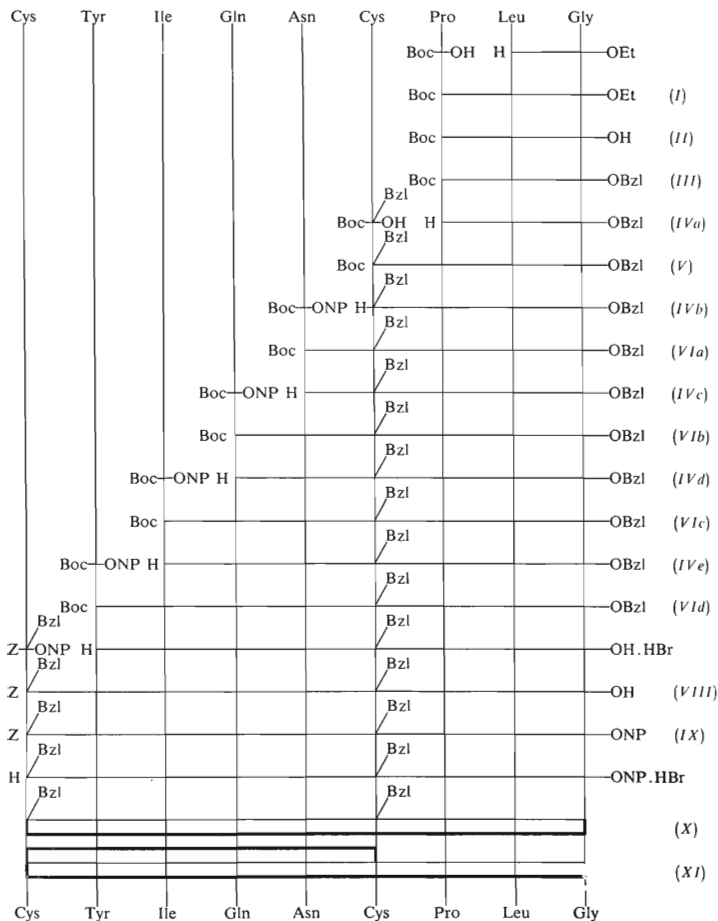 Cys Tyr Ile Gln Asn Cys Pro Leu Gly
Boc OH H OEt
Boc OEt (I)
Boc OH (II)
Boc OBzl (III)
Bzl
Boc OH H OBzl (IVa)
Bzl
Boc OBzl (V)
Bzl
Boc ONP H OBzl (IVb)
Bzl
Boc OBzl (VIa)
Bzl
Boc ONP H OBzl (IVc)
Bzl
Boc OBzl (VIb)
Bzl
Boc ONP H OBzl (IVd)
Bzl
Boc OBzl (VIc)
Bzl
Boc ONP H OBzl (IVe)
Bzl
Boc OBzl (VId)
Bzl Bzl
Z ONP H OH.HBr
Bzl Bzl
Z OH (VIII)
Bzl Bzl
Z ONP (IX)
Bzl Bzl
H ONP.HBr
Bzl Bzl
(X)
(XI)
Cys Tyr Ile Gln Asn Cys Pro Leu Gly